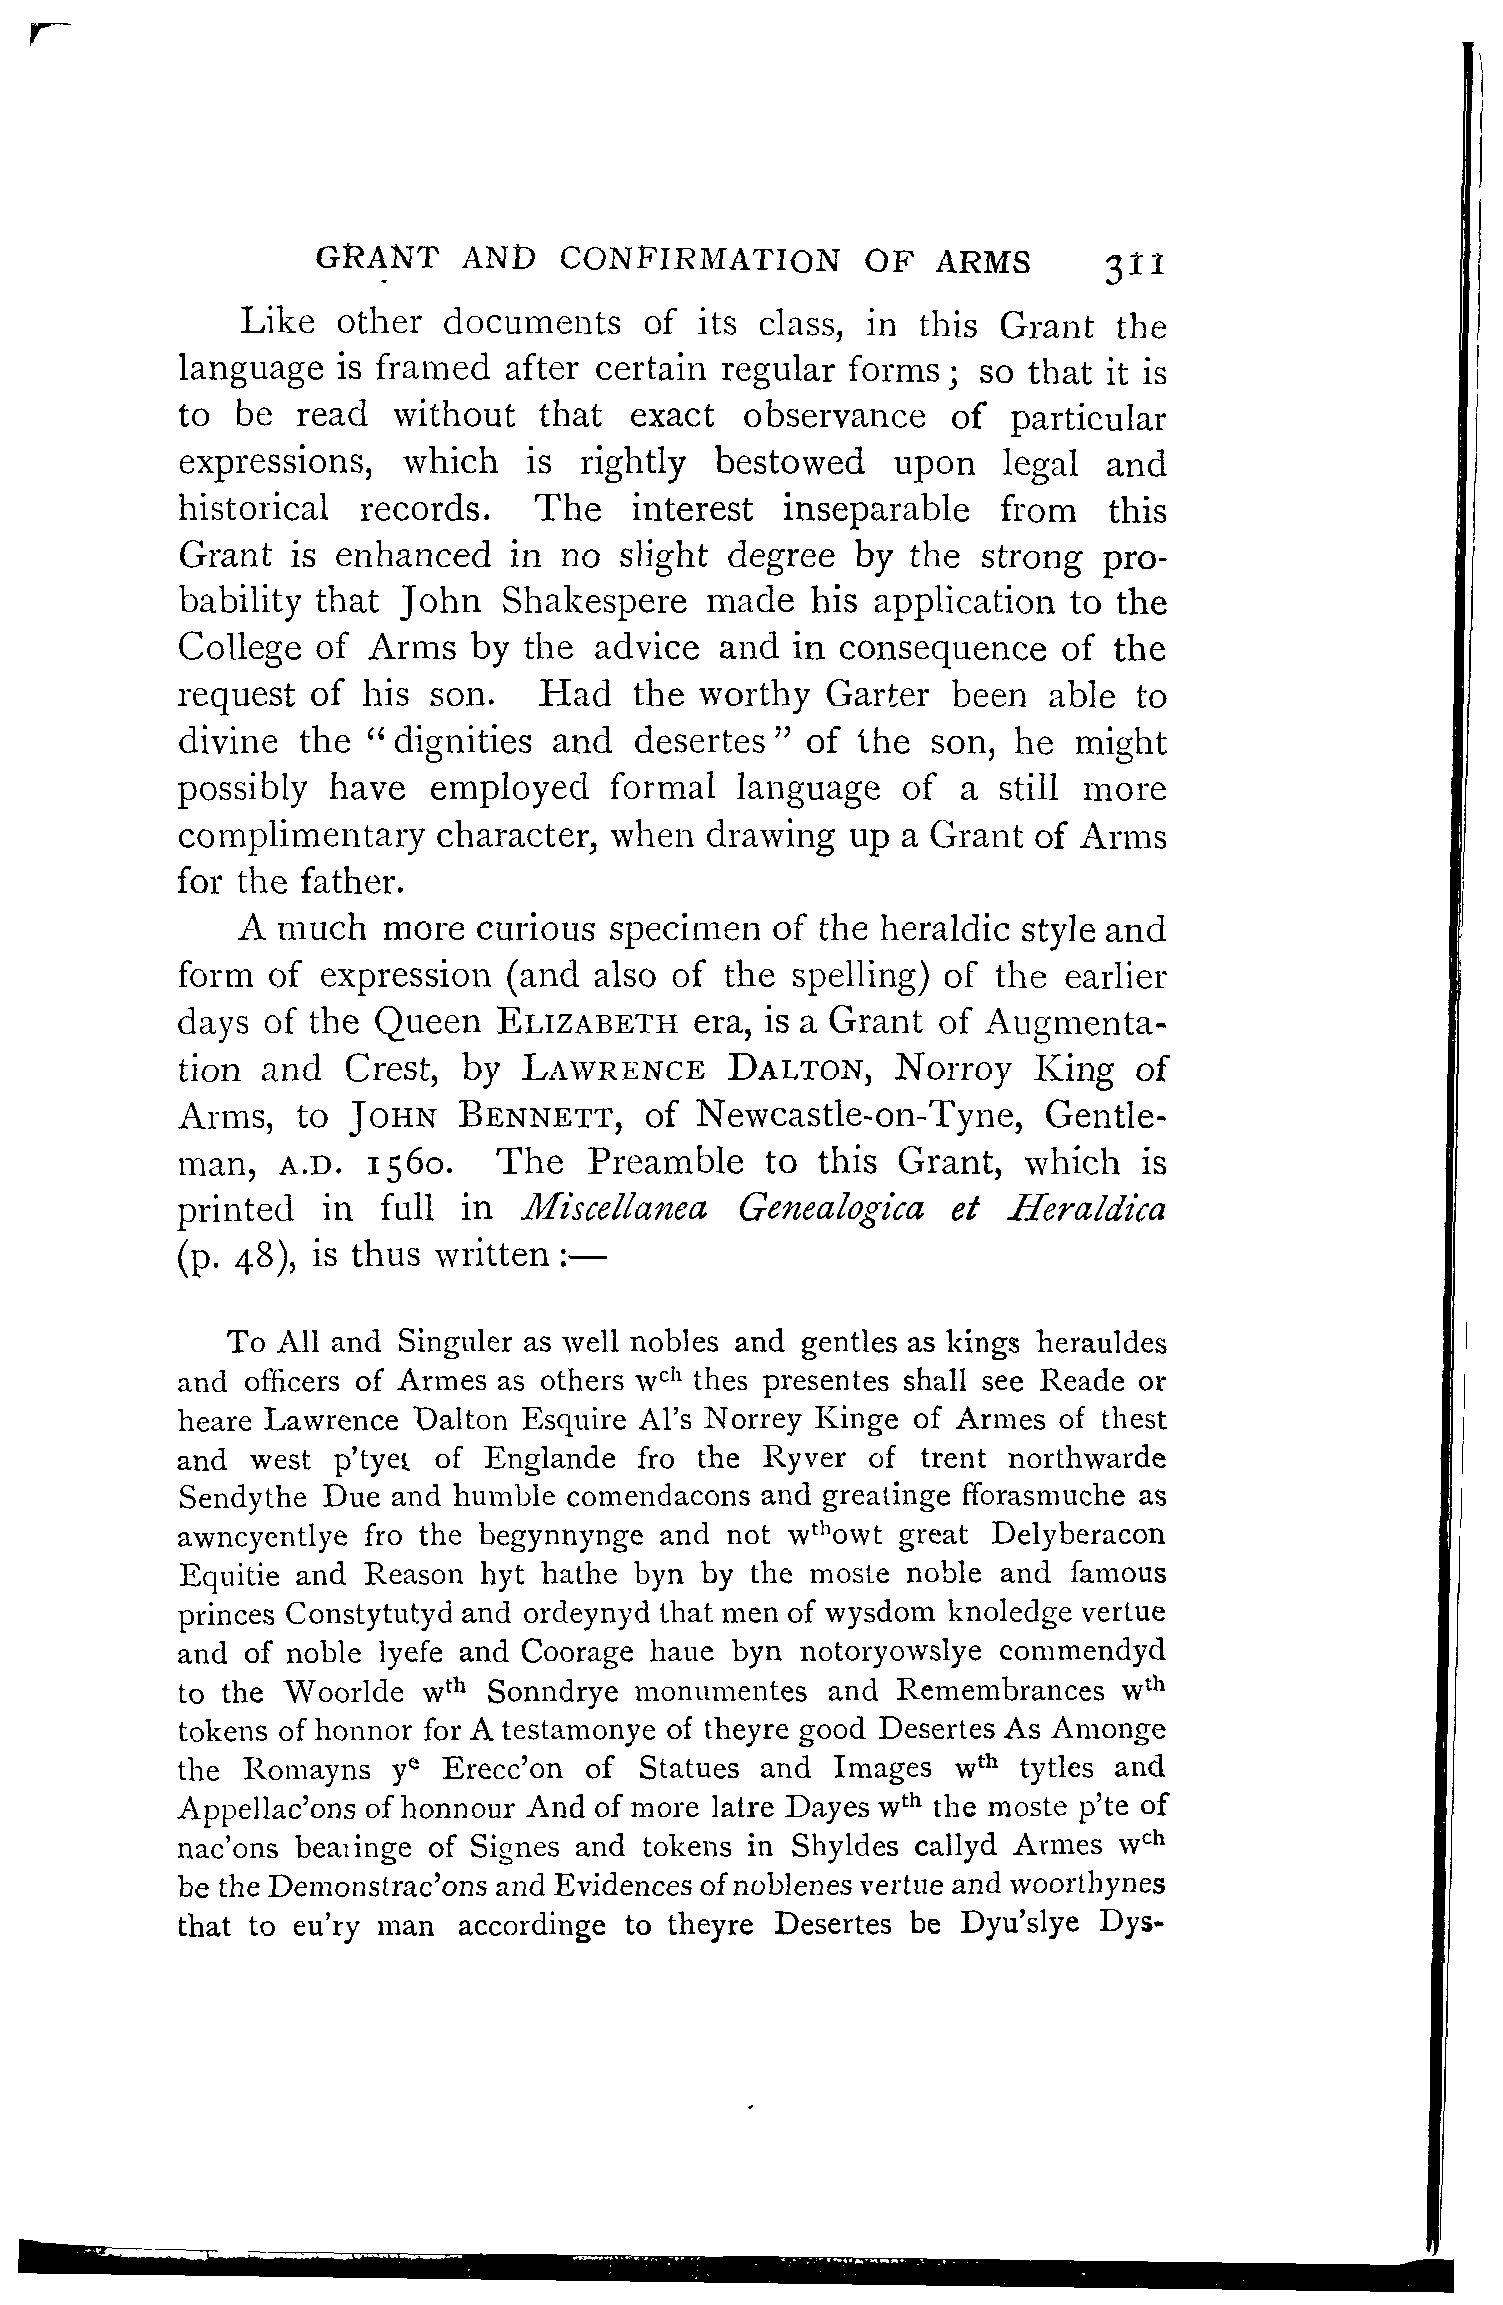 GRANT AND CONFIRMATION OF ARMS 311
Like other documents of its class, in this Grant the
language is framed after certain regular forms; so that it is
to be read without that exact observance of particular
expressions, which is rightly bestowed upon legal and
historical records. The interest inseparable from this
Grant is enhanced in no slight degree by the strong pro-
bability that John Shakespere made his application to the
College of Arms by the advice and in consequence of the
request of his son. Had the worthy Garter been able to
divine the “dignities and desertes” of the son, he might
possibly have employed formal language of a still more
complimentary character, when drawing up a Grant of Arms
for the father.
A much more curious specimen of the heraldic style and
form of expression (and also of the spelling) of the earlier
days of the Queen ELIZABETH era, is a Grant of Augmenta-
tion and Crest, by LAWRENCE DALTON, Norroy King of
Arms, to JOHN BENNETT, of Newcastle-on-Tyne, Gentle-
man, A.D. 1560. The Preamble to this Grant, which is
printed in full in Miscellanea Genealogica et Heraldica
(p. 48), is thus written :—
To All and Singuler as well nobles and gentles as kings herauldes
and officers of Armes as others wch thes presentes shall see Reade or
heare Lawrence Dalton Esquire Al's Norrey Kinge of Armes of thest
and west p'tyet of Englande fro the Ryver of trent northwarde
Sendythe Due and humble comendacons and greatinge fforasmuche as
awncyentlye fro the begynnynge and not wthowt great Delyberacon
Equitie and Reason hyt hathe byn by the moste noble and famous
princes Constytutyd and ordeynyd that men of wysdom knoledge vertue
and of noble lyefe and Coorage haue byn notoryowslye commendyd
to the Woorlde wth Sonndrye monumentes and Remembrances wth
tokens of honnor for A testamonye of theyre good Desertes As Amonge
the Romayns ye Erecc'on of Statues and Images wth tytles and
Appellac'ons of honnour And of more latre Dayes wth the moste p'te of
nac'ons bearinge of Signes and tokens in Shyldes callyd Armes wch
be the Demonstrac'ons and Evidences of noblenes vertue and woorthynes
that to eu'ry man accordinge to theyre Desertes be Dyu'slye Dys-